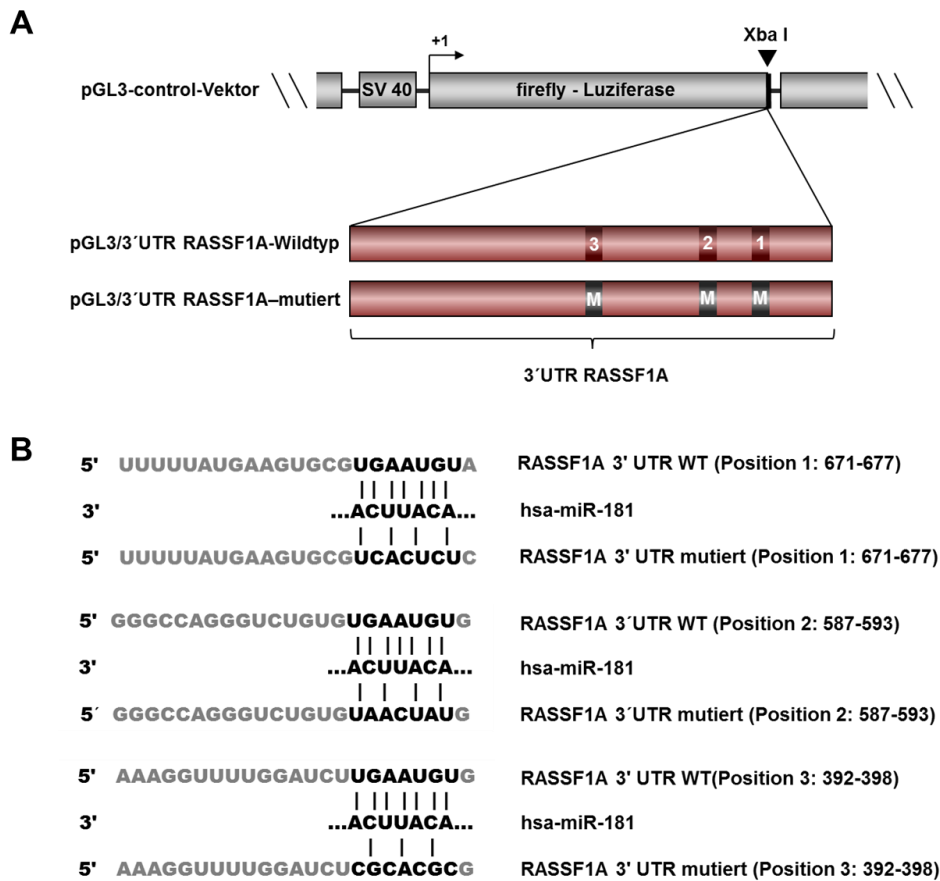 A
Xba I
+1
pGL3-control-Vektor
SV 40
firefly - Luziferase
pGL3/3´UTR RASSF1A-Wildtyp
3 2 1
pGL3/3´UTR RASSF1A–mutiert
M M M
3´UTR RASSF1A
B
5' UUUUUAUGAAGUGCGUGAAUGUA RASSF1A 3' UTR WT (Position 1: 671-677)
3' ...ACUUACA... hsa-miR-181
5' UUUUUAUGAAGUGCGUCACUCUC RASSF1A 3' UTR mutiert (Position 1: 671-677)
5' GGGCCAGGGUCUGUGUGAAUGUG RASSF1A 3´UTR WT (Position 2: 587-593)
3' ...ACUUACA... hsa-miR-181
5´ GGGCCAGGGUCUGUGUAACUAUG RASSF1A 3´UTR mutiert (Position 2: 587-593)
5' AAAGGUUUUGGAUCUUGAAUGUG RASSF1A 3' UTR WT(Position 3: 392-398)
3' ...ACUUACA... hsa-miR-181
5' AAAGGUUUUGGAUCUCGCACGCG RASSF1A 3' UTR mutiert (Position 3: 392-398)